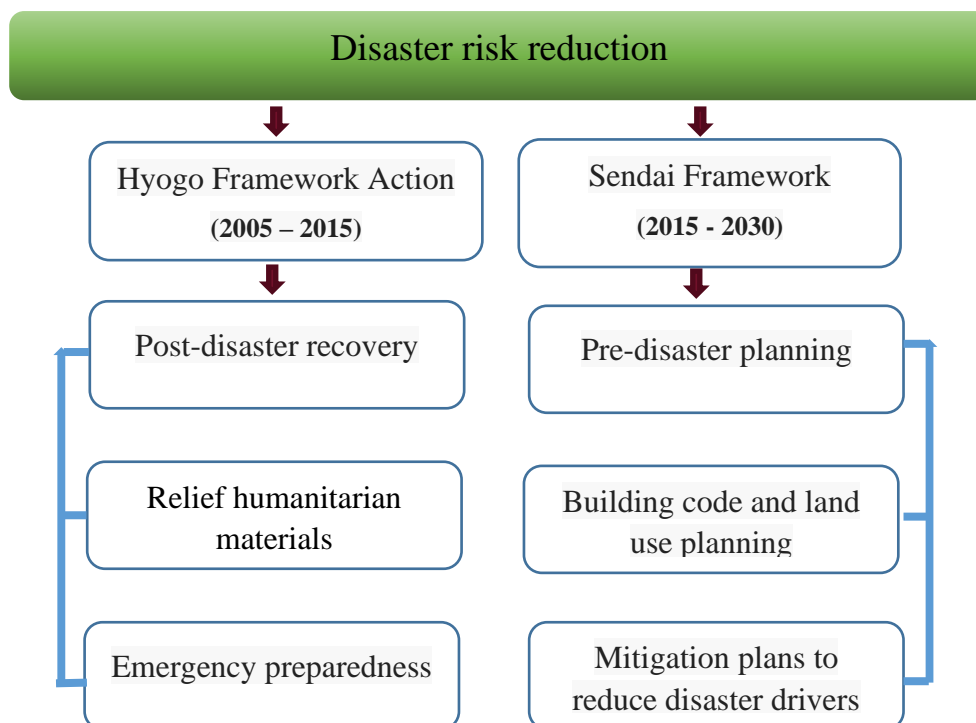 Disaster risk reduction
Hyogo Framework Action
(2005 – 2015)
Sendai Framework
(2015 - 2030)
Post-disaster recovery
Pre-disaster planning
Relief humanitarian
materials
Building code and land
use planning
Emergency preparedness
Mitigation plans to
reduce disaster drivers